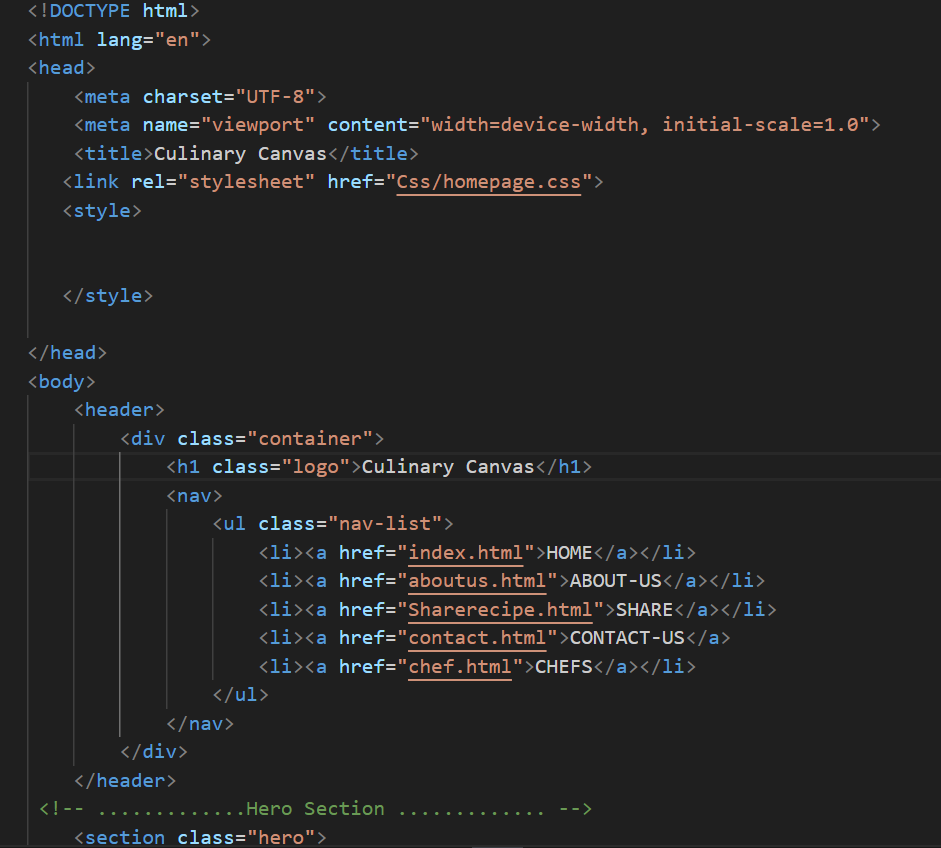 <!DOCTYPE html>
<html lang="en">
<head>
    <meta charset="UTF-8">
    <meta name="viewport" content="width=device-width, initial-scale=1.0">
    <title>Culinary Canvas</title>
   <link rel="stylesheet" href="Css/homepage.css">
   <style>
   </style>
</head>
<body>
    <header>
        <div class="container">
            <h1 class="logo">Culinary Canvas</h1>
            <nav>
                <ul class="nav-list">
                    <li><a href="index.html">HOME</a></li>
                    <li><a href="aboutus.html">ABOUT-US</a></li>
                    <li><a href="Sharerecipe.html">SHARE</a></li>
                    <li><a href="contact.html">CONTACT-US</a>
                    <li><a href="chef.html">CHEFS</a></li>
                </ul>
            </nav>
        </div>
    </header>
 <!-- .............Hero Section ............. -->
    <section class="hero">